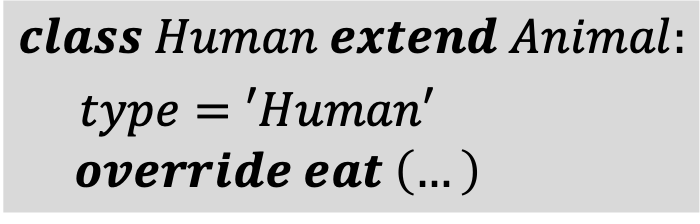 class Human extend Animal:
type = 'Human'
override eat (... )